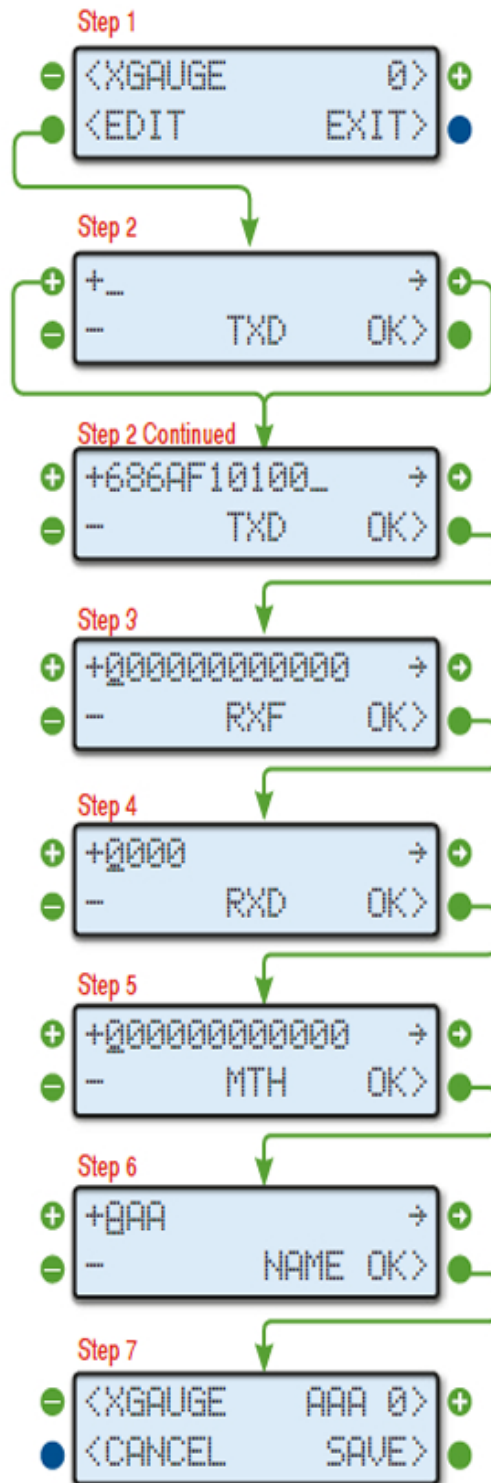 Step 1
<XGAUGE 0>
<EDIT EXIT>
Step 2
+_ →
- TXD OK>
Step 2 Continued
+686AF10100_ →
- TXD OK>
Step 3
+000000000000 →
- RXF OK>
Step 4
+0000 →
- RXD OK>
Step 5
+000000000000 →
- MTH OK>
Step 6
+AAA →
- NAME OK>
Step 7
<XGAUGE AAA 0>
<CANCEL SAVE>